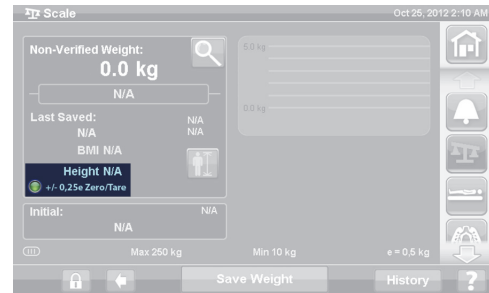 Scale
Oct 25, 2012 2:10 AM
Non-Verified Weight:
0.0 kg
N/A
Last Saved: N/A
N/A N/A
BMI N/A
Height N/A
+/- 0,25e Zero/Tare
Initial: N/A
N/A
5.0 kg
0.0 kg
Max 250 kg Min 10 kg e = 0,5 kg
Save Weight History ?